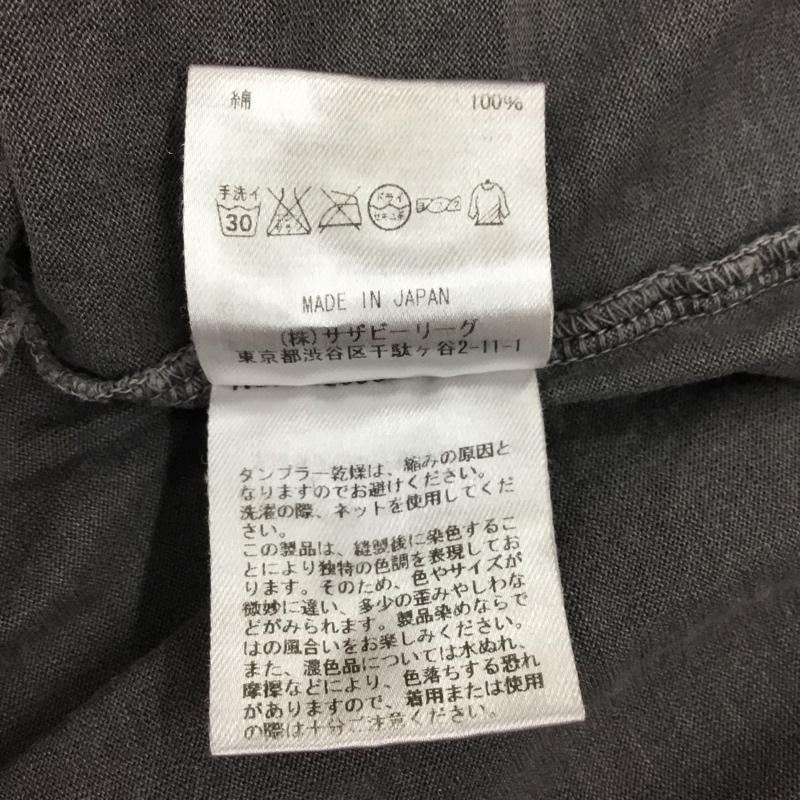 綿 100%
手洗イ
30
ドライ
セキユ系
MADE IN JAPAN
(株)サザビーリーグ
東京都渋谷区千駄ヶ谷2-11-1
タンブラー乾燥は、縮みの原因と
なりますのでお避けください。
洗濯の際、ネットを使用してくだ
さい。
この製品は、縫製後に染色するこ
とにより独特の色調を表現してお
ります。そのため、色やサイズが
微妙に違い、多少の歪みやしわな
どがみられます。製品染めならで
はの風合いをお楽しみください。
また、濃色品については水ぬれ、
摩擦などにより、色落ちする恐れ
がありますので、着用または使用
の際は十分ご注意ください。